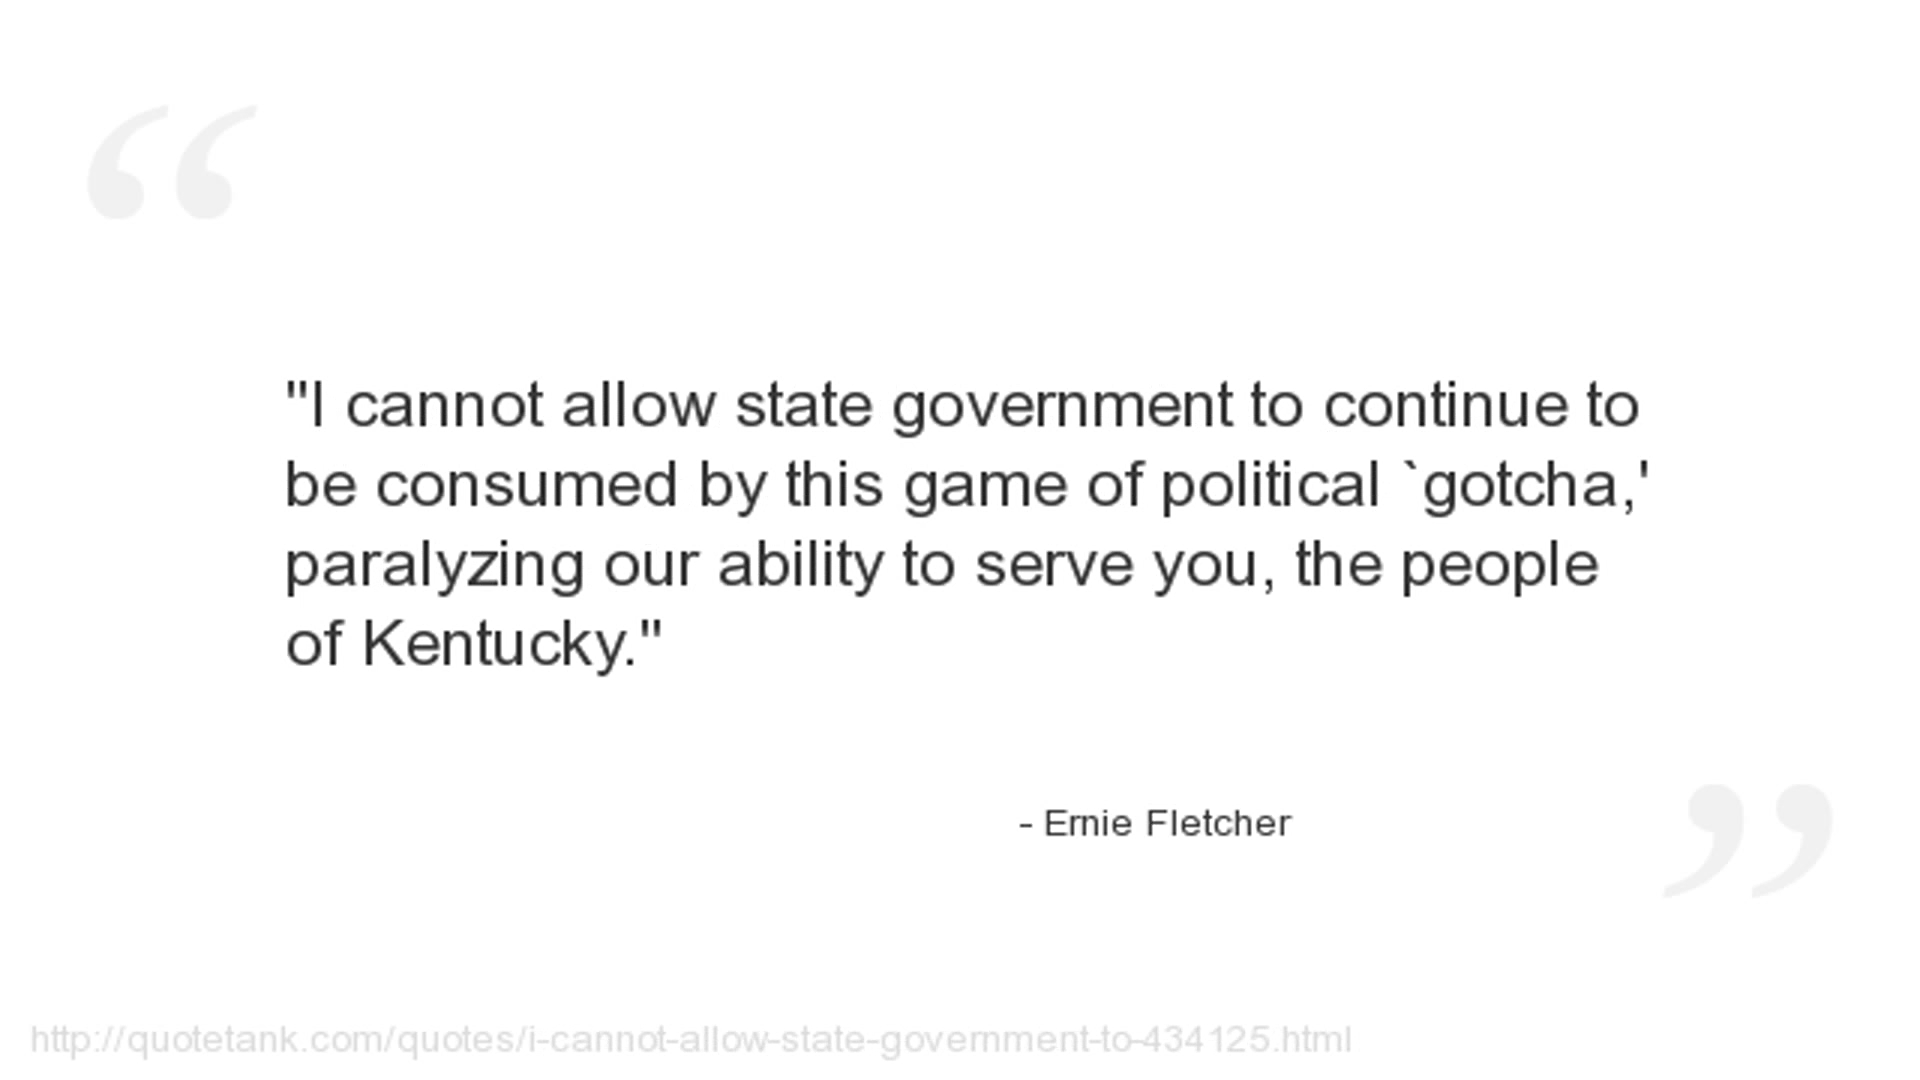 "I cannot allow state government to continue to
be consumed by this game of political `gotcha,'
paralyzing our ability to serve you, the people
of Kentucky."
- Ernie Fletcher
http://quotetank.com/quotes/i-cannot-allow-state-government-to-434125.html